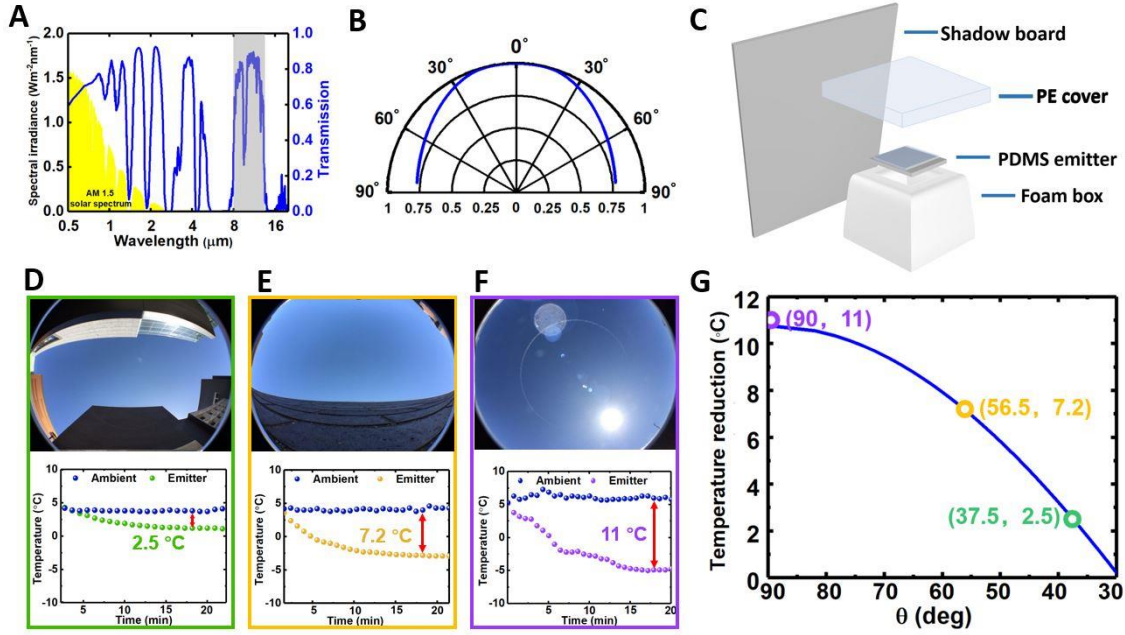 A
Spectral irradiance (Wm⁻²nm⁻¹)
2.0
1.5
1.0
0.5
0.0
AM 1.5
solar spectrum
0.5 1 2 4 8 16
Wavelength (μm)
1.0
0.8
0.6
0.4
0.2
0.0
Transmission
B
0°
30° 30°
60° 60°
90° 90°
1 0.75 0.5 0.25 0 0.25 0.5 0.75 1
C
Shadow board
PE cover
PDMS emitter
Foam box
D
Temperature (°C)
10
5
0
-5
-10
Ambient Emitter
2.5 °C
5 10 15 20
Time (min)
E
Temperature (°C)
10
5
0
-5
-10
Ambient Emitter
7.2 °C
5 10 15 20
Time (min)
F
Temperature (°C)
10
5
0
-5
-10
Ambient Emitter
11 °C
5 10 15 20
Time (min)
G
Temperature reduction (°C)
12
10
8
6
4
2
0
(90, 11)
(56.5, 7.2)
(37.5, 2.5)
90 80 70 60 50 40 30
θ (deg)